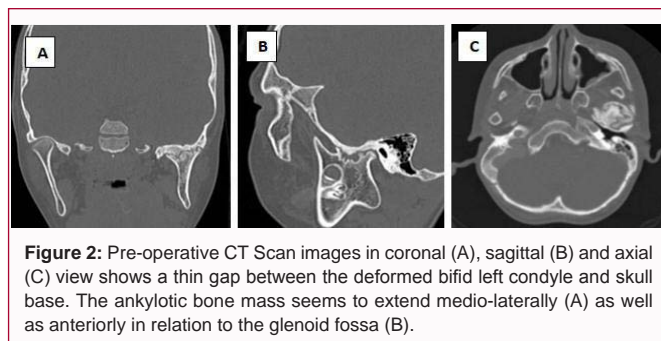 A
B
C
Figure 2: Pre-operative CT Scan images in coronal (A), sagittal (B) and axial
(C) view shows a thin gap between the deformed bifid left condyle and skull
base. The ankylotic bone mass seems to extend medio-laterally (A) as well
as anteriorly in relation to the glenoid fossa (B).